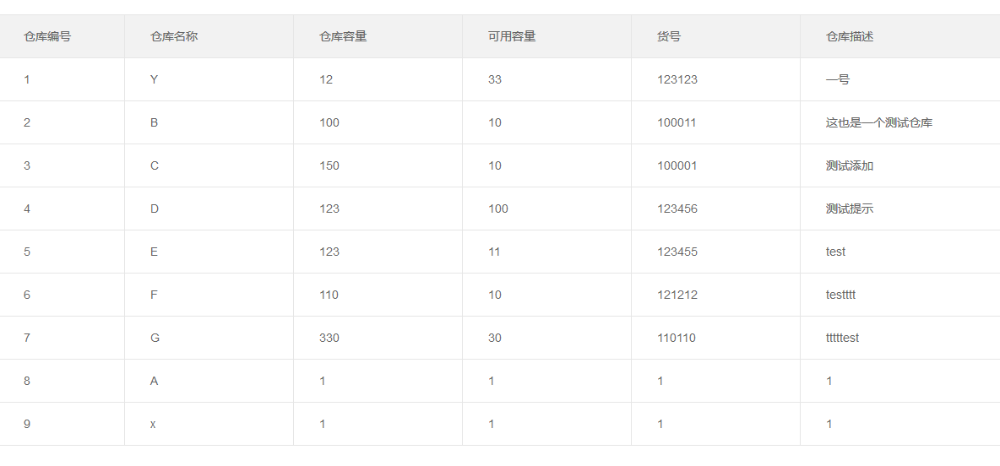 仓库编号 仓库名称 仓库容量 可用容量 货号 仓库描述
1 Y 12 33 123123 一号
2 B 100 10 100011 这也是一个测试仓库
3 C 150 10 100001 测试添加
4 D 123 100 123456 测试提示
5 E 123 11 123455 test
6 F 110 10 121212 testttt
7 G 330 30 110110 tttttest
8 A 1 1 1 1
9 x 1 1 1 1